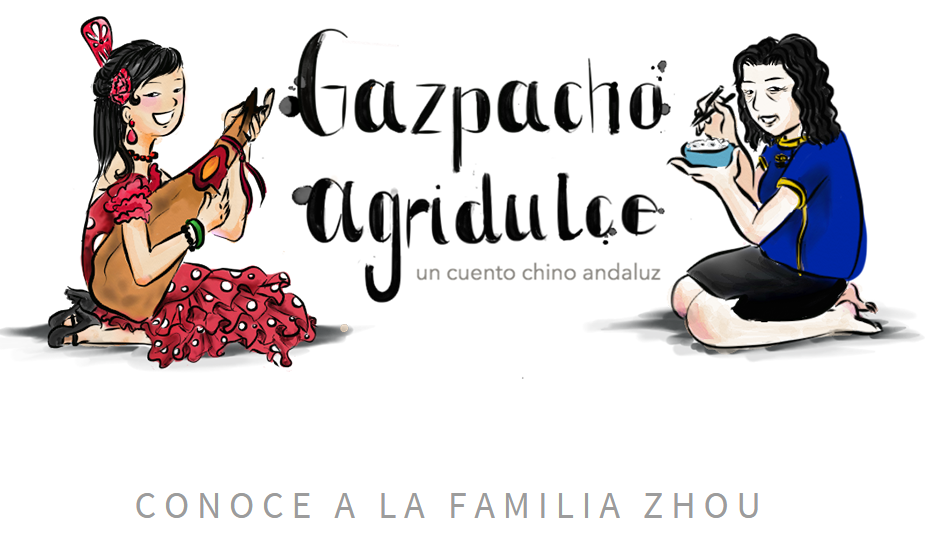 Gazpacho
agridulce
un cuento chino andaluz
CONOCE A LA FAMILIA ZHOU